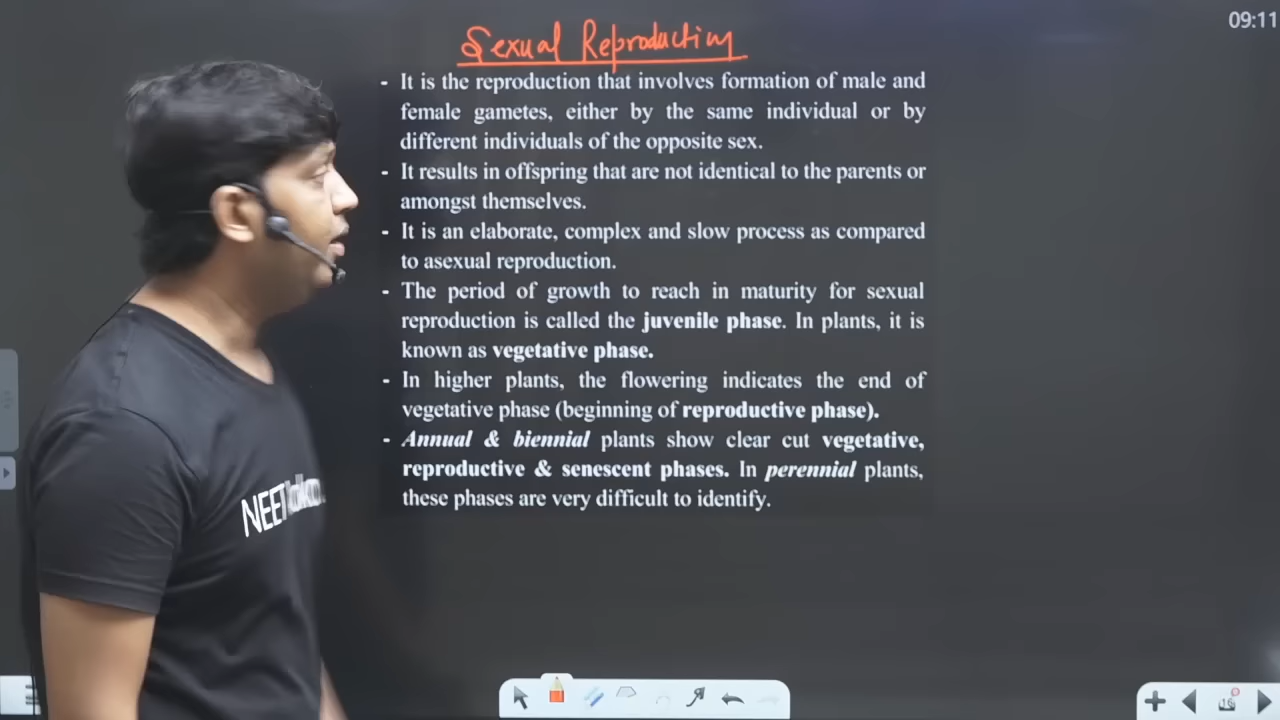 09:11
Sexual Reproduction
- It is the reproduction that involves formation of male and
female gametes, either by the same individual or by
different individuals of the opposite sex.
- It results in offspring that are not identical to the parents or
amongst themselves.
- It is an elaborate, complex and slow process as compared
to asexual reproduction.
- The period of growth to reach in maturity for sexual
reproduction is called the juvenile phase. In plants, it is
known as vegetative phase.
- In higher plants, the flowering indicates the end of
vegetative phase (beginning of reproductive phase).
- Annual & biennial plants show clear cut vegetative,
reproductive & senescent phases. In perennial plants,
these phases are very difficult to identify.
NEET
16